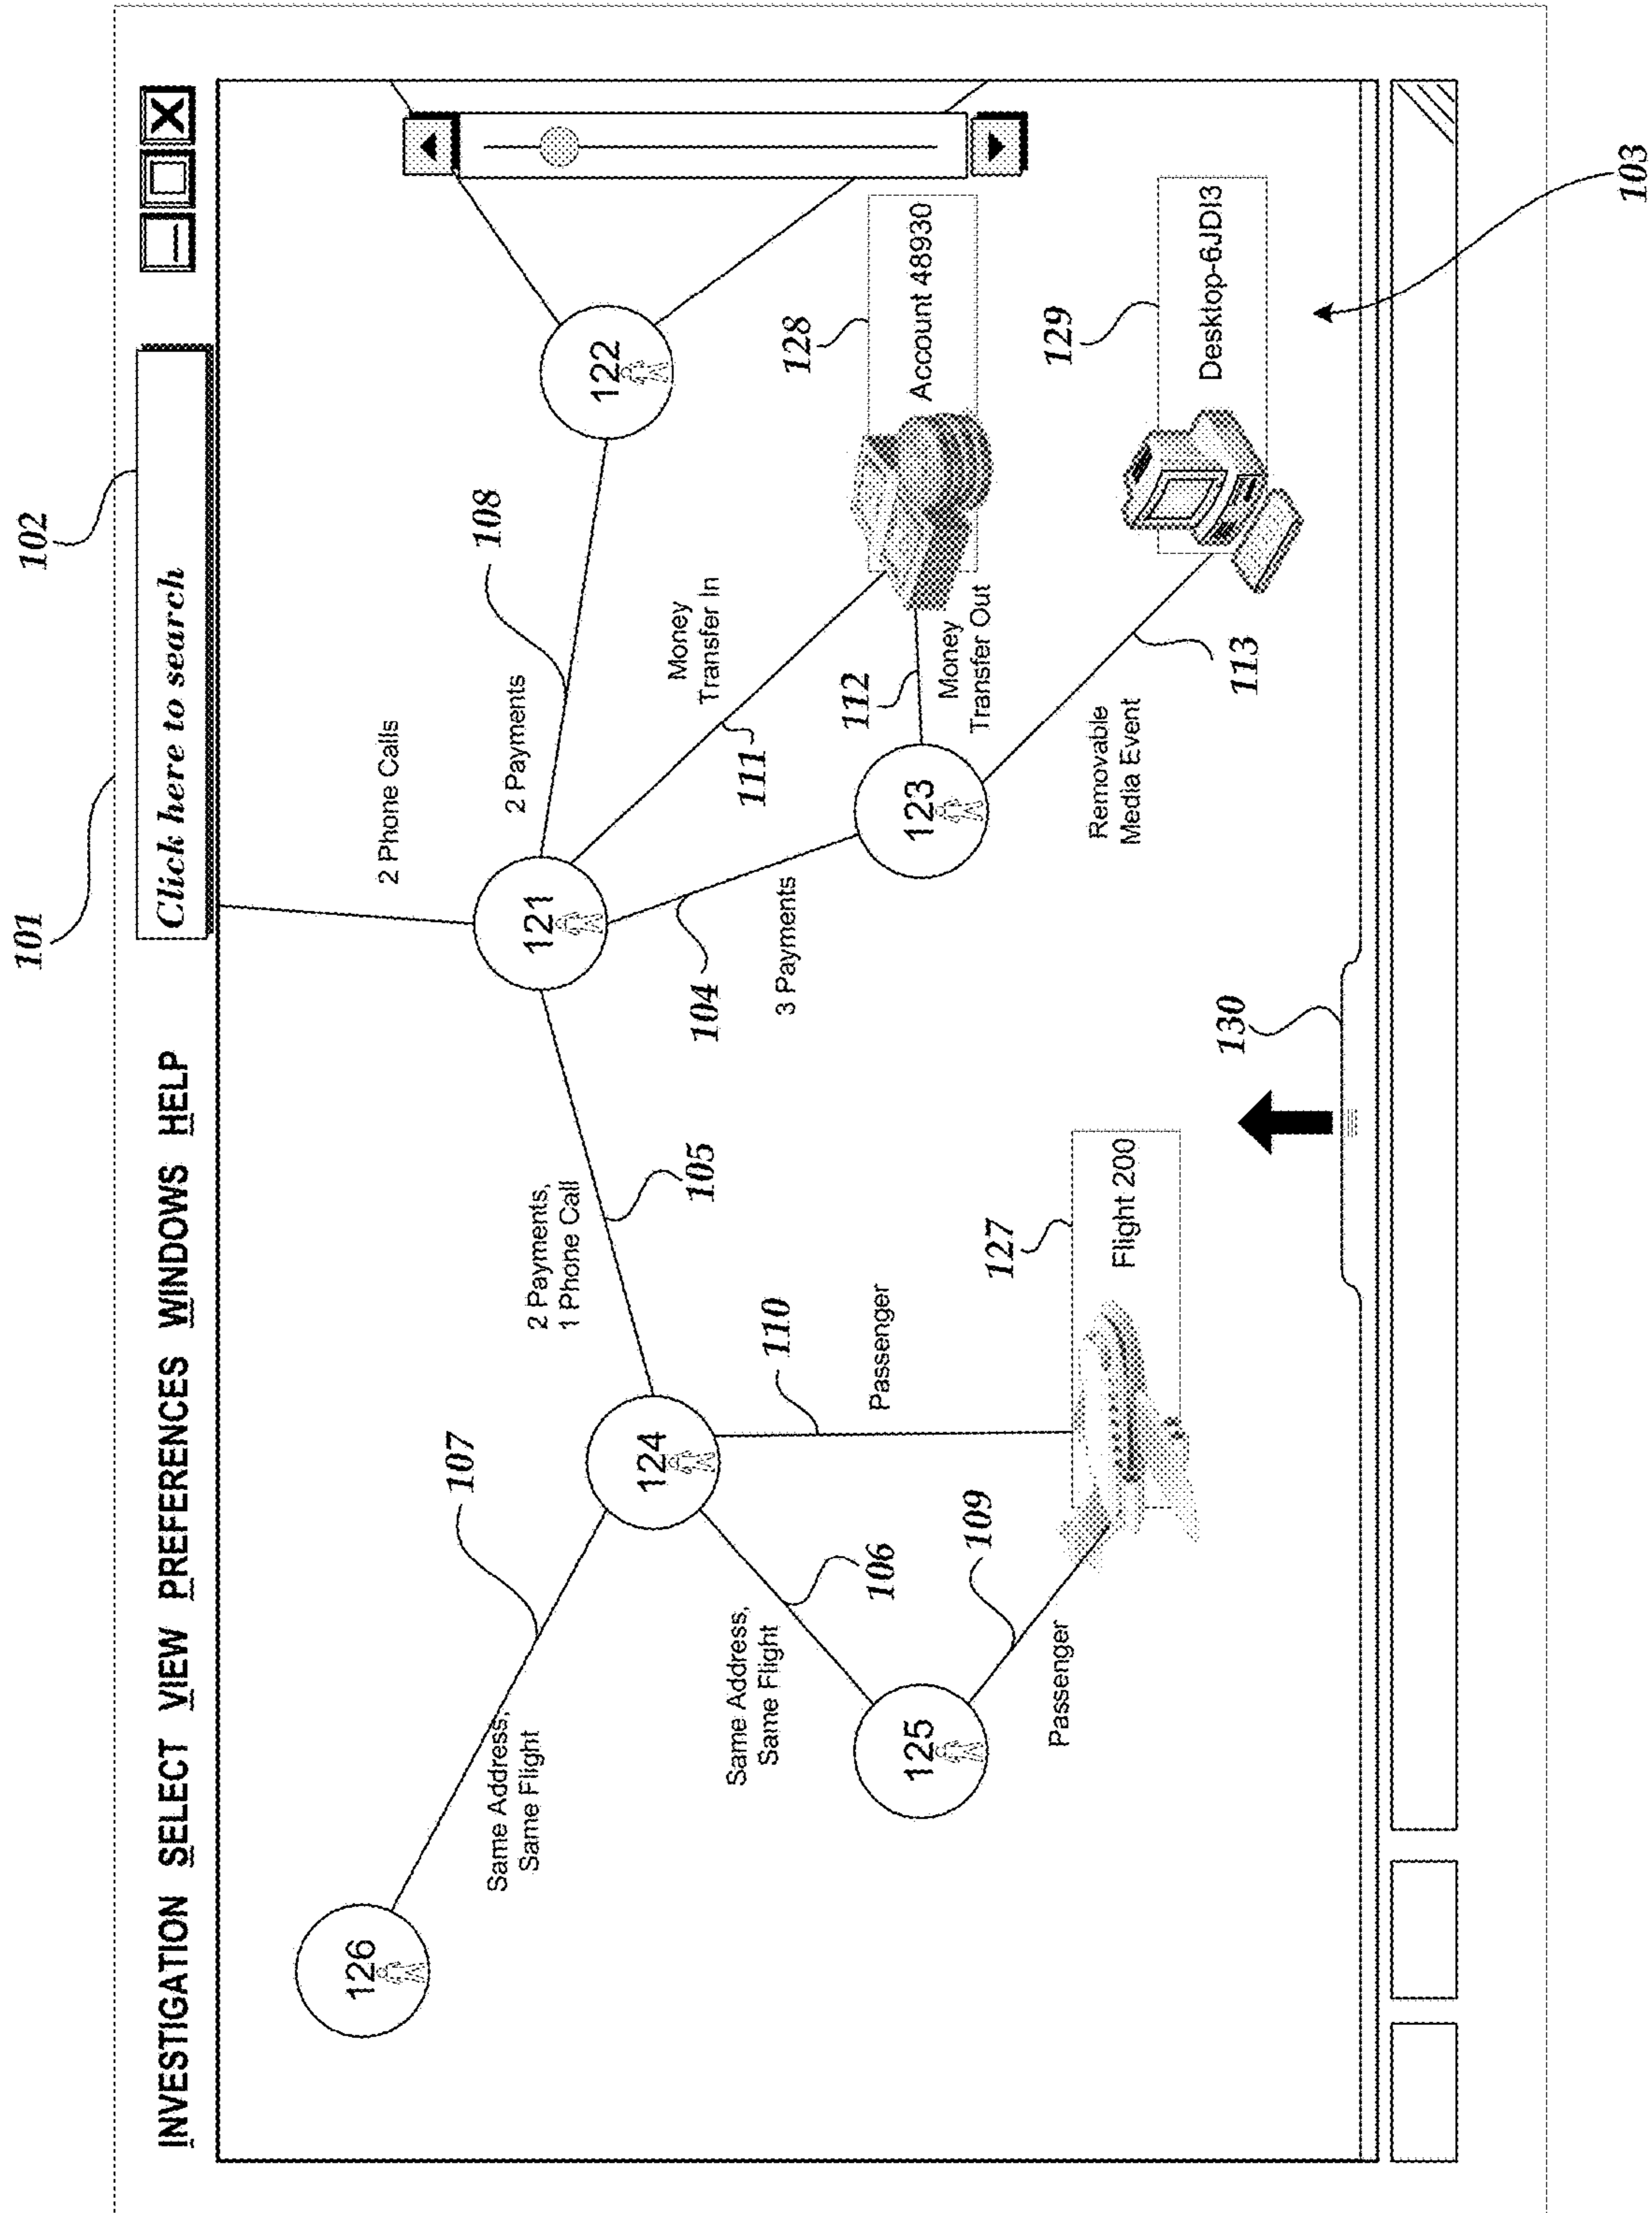 101
102
INVESTIGATION SELECT VIEW PREFERENCES WINDOWS HELP
Click here to search
126
107
Same Address,
Same Flight
2 Phone Calls
121
108
2 Payments
122
2 Payments,
1 Phone Call
105
124
Money
Transfer In
111
104
3 Payments
Same Address,
Same Flight
106
110
Passenger
125
109
Passenger
127
Flight 200
123
112
Money
Transfer Out
128
Account 48930
Removable
Media Event
113
129
Desktop-6JDI3
130
103